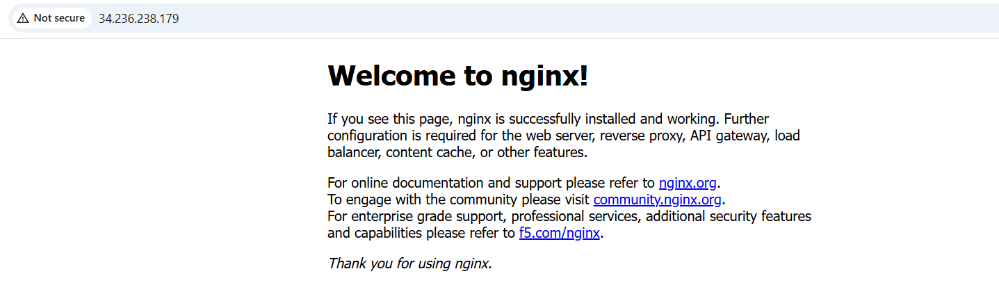 Not secure 34.236.238.179
Welcome to nginx!
If you see this page, nginx is successfully installed and working. Further
configuration is required for the web server, reverse proxy, API gateway, load
balancer, content cache, or other features.
For online documentation and support please refer to nginx.org.
To engage with the community please visit community.nginx.org.
For enterprise grade support, professional services, additional security features
and capabilities please refer to f5.com/nginx.
Thank you for using nginx.